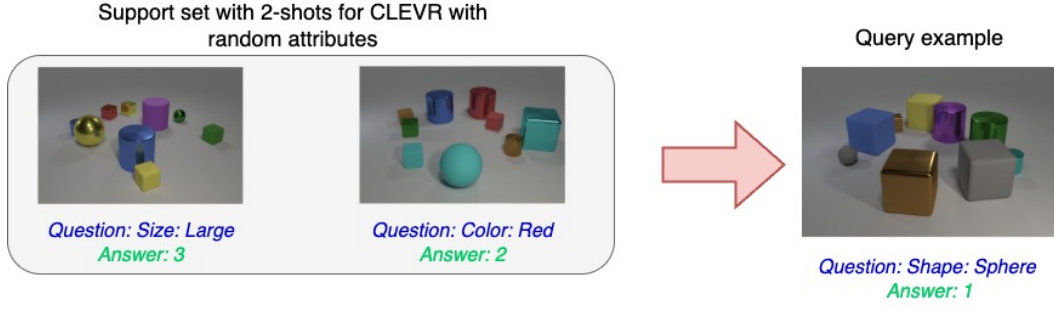 Support set with 2-shots for CLEVR with
random attributes
Question: Size: Large
Answer: 3
Question: Color: Red
Answer: 2
Query example
Question: Shape: Sphere
Answer: 1